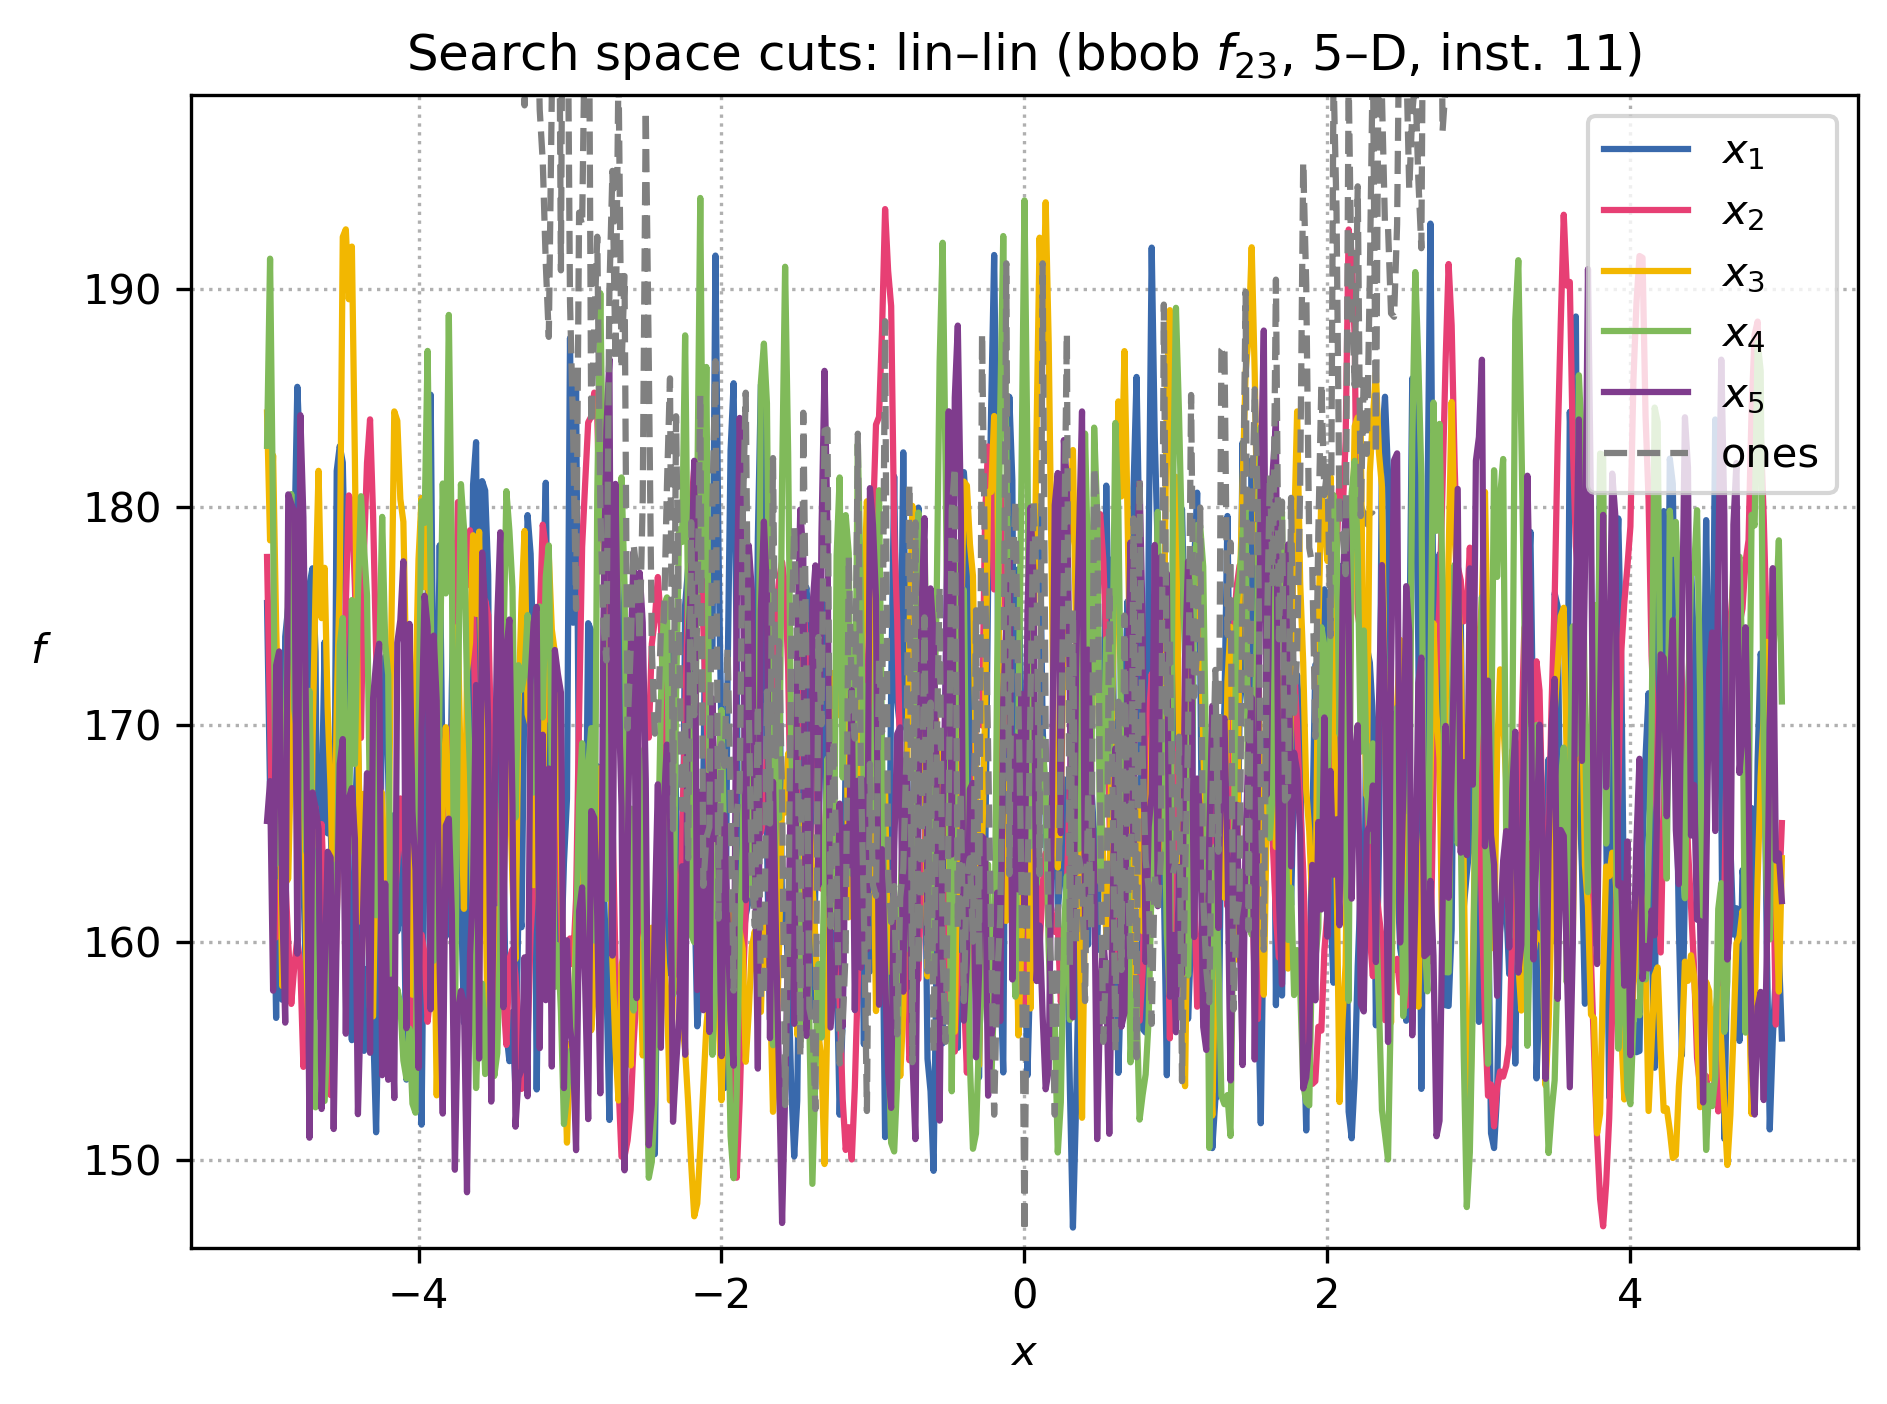 Search space cuts: lin–lin (bbob f₂₃, 5–D, inst. 11)
x₁
x₂
x₃
x₄
x₅
ones
190
180
170
160
150
f
−4
−2
0
2
4
x